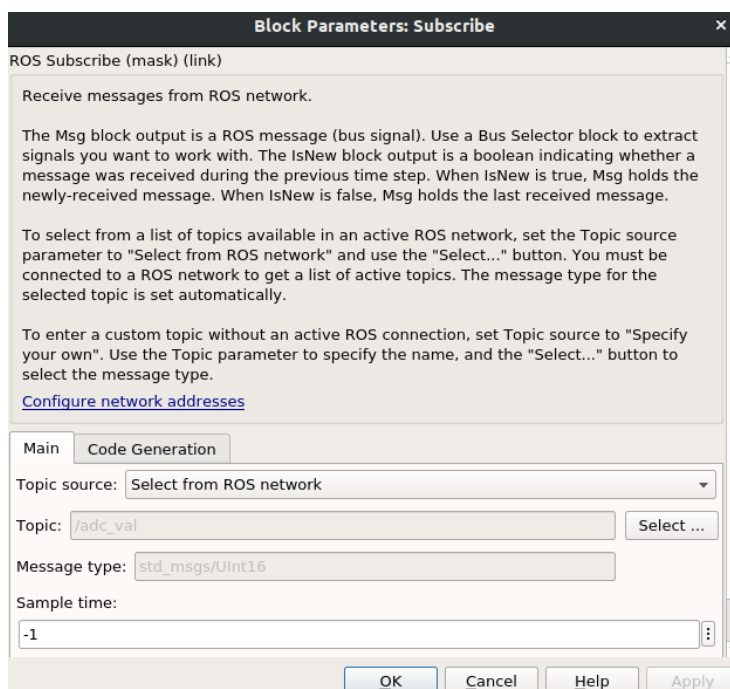 Block Parameters: Subscribe ×
ROS Subscribe (mask) (link)
Receive messages from ROS network.
The Msg block output is a ROS message (bus signal). Use a Bus Selector block to extract
signals you want to work with. The IsNew block output is a boolean indicating whether a
message was received during the previous time step. When IsNew is true, Msg holds the
newly-received message. When IsNew is false, Msg holds the last received message.
To select from a list of topics available in an active ROS network, set the Topic source
parameter to "Select from ROS network" and use the "Select..." button. You must be
connected to a ROS network to get a list of active topics. The message type for the
selected topic is set automatically.
To enter a custom topic without an active ROS connection, set Topic source to "Specify
your own". Use the Topic parameter to specify the name, and the "Select..." button to
select the message type.
Configure network addresses
Main Code Generation
Topic source: Select from ROS network
Topic: /adc_val Select ...
Message type: std_msgs/UInt16
Sample time:
-1
OK Cancel Help Apply